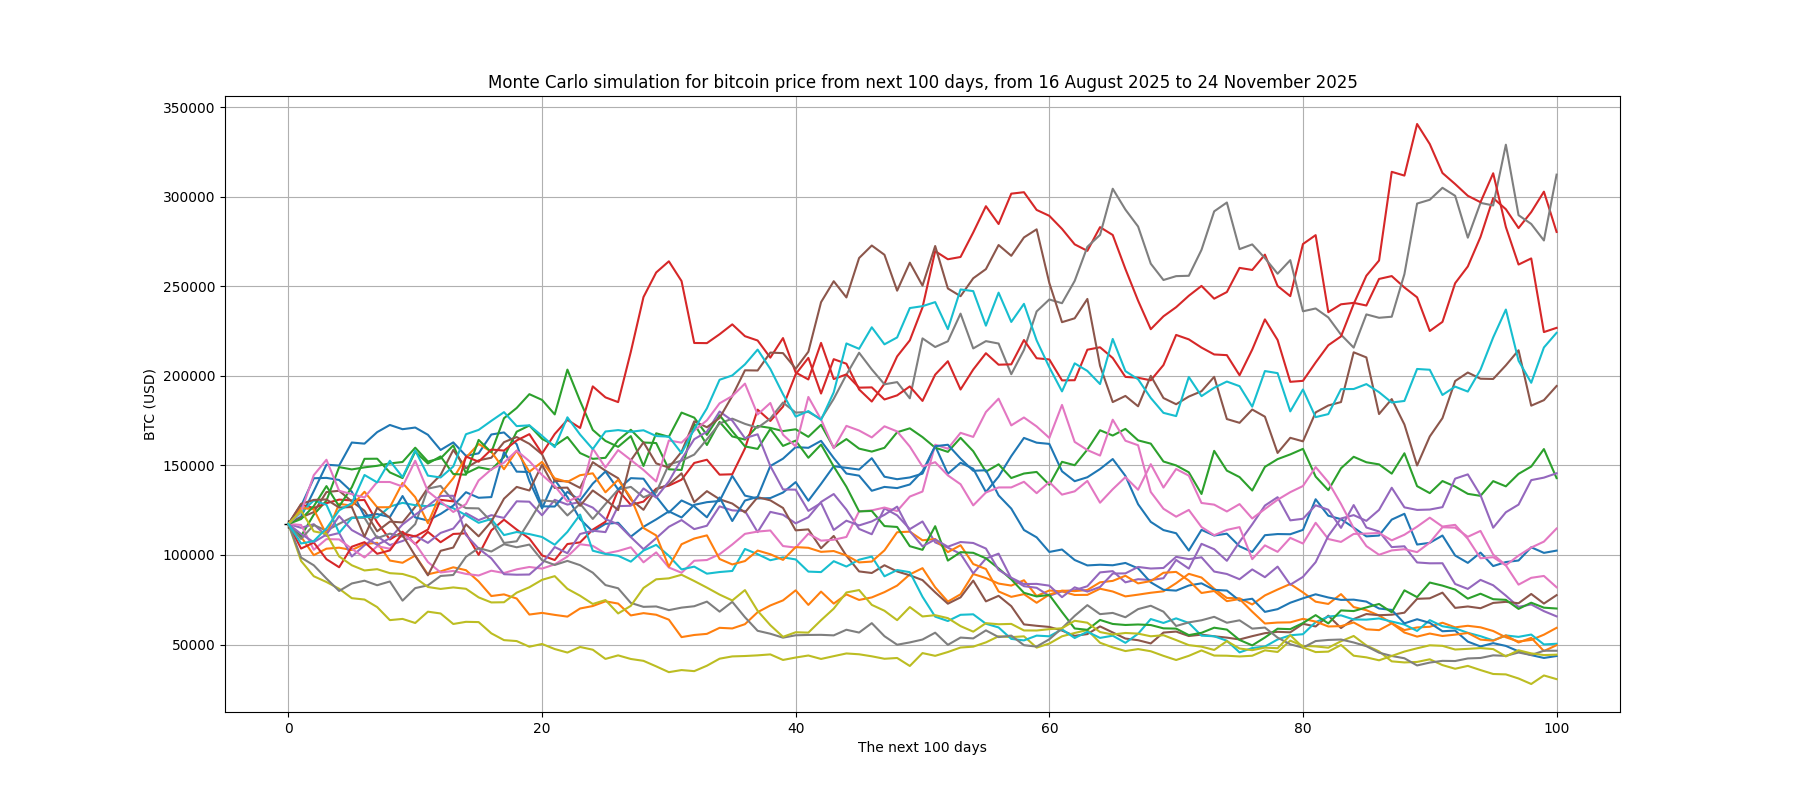 Monte Carlo simulation for bitcoin price from next 100 days, from 16 August 2025 to 24 November 2025
350000
300000
250000
200000
150000
100000
50000
BTC (USD)
0 20 40 60 80 100
The next 100 days